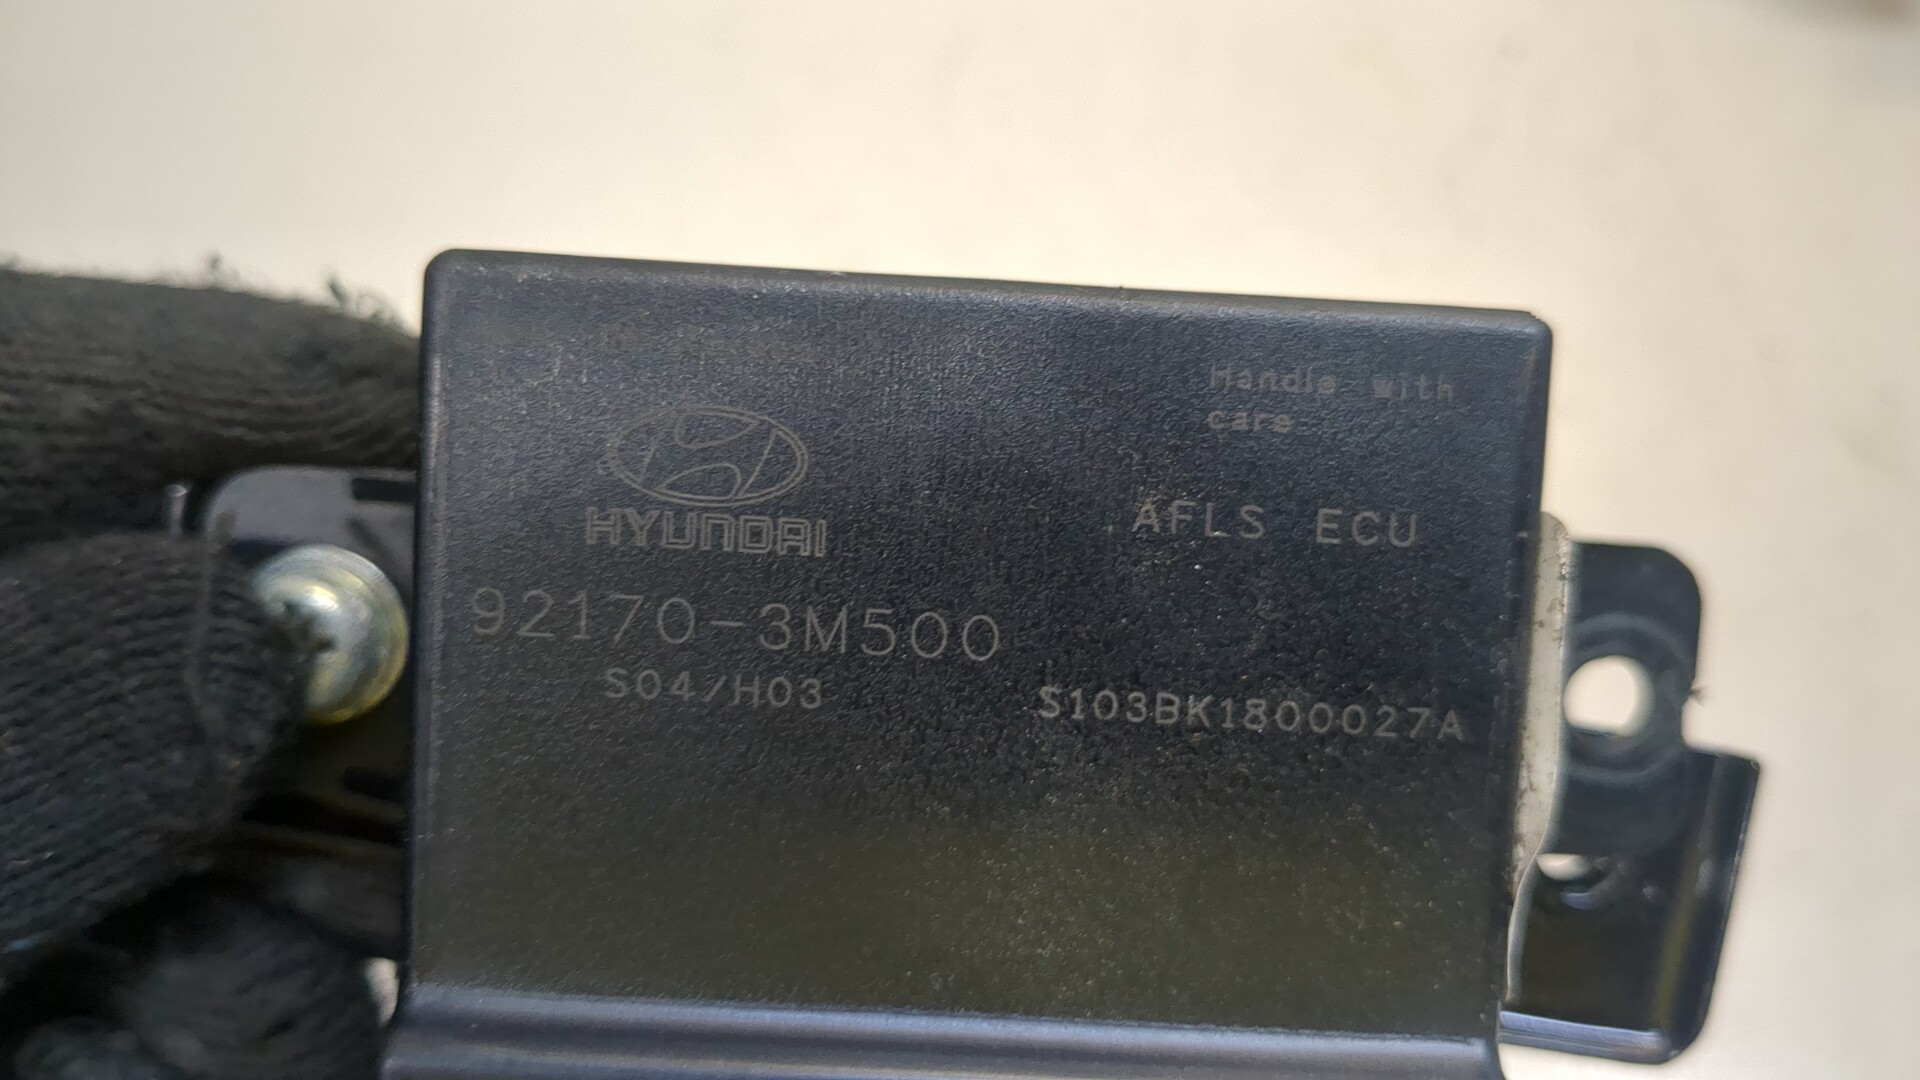 Handle with
care
HYUNDAI
AFLS ECU
92170-3M500
S04/H03
S103BK1800027A